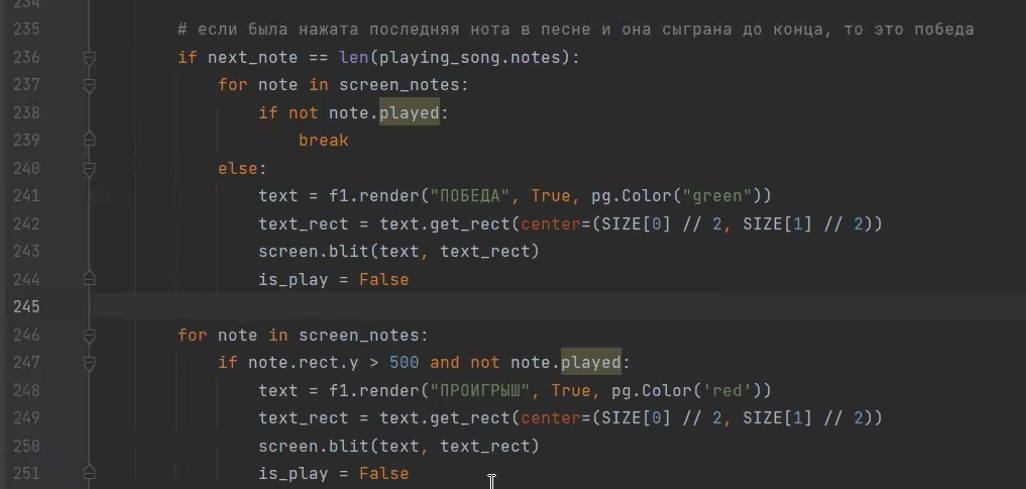 234
235 # если была нажата последняя нота в песне и она сыграна до конца, то это победа
236 if next_note == len(playing_song.notes):
237 for note in screen_notes:
238 if not note.played:
239 break
240 else:
241 text = f1.render("ПОБЕДА", True, pg.Color("green"))
242 text_rect = text.get_rect(center=(SIZE[0] // 2, SIZE[1] // 2))
243 screen.blit(text, text_rect)
244 is_play = False
245
246 for note in screen_notes:
247 if note.rect.y > 500 and not note.played:
248 text = f1.render("ПРОИГРЫШ", True, pg.Color('red'))
249 text_rect = text.get_rect(center=(SIZE[0] // 2, SIZE[1] // 2))
250 screen.blit(text, text_rect)
251 is_play = False